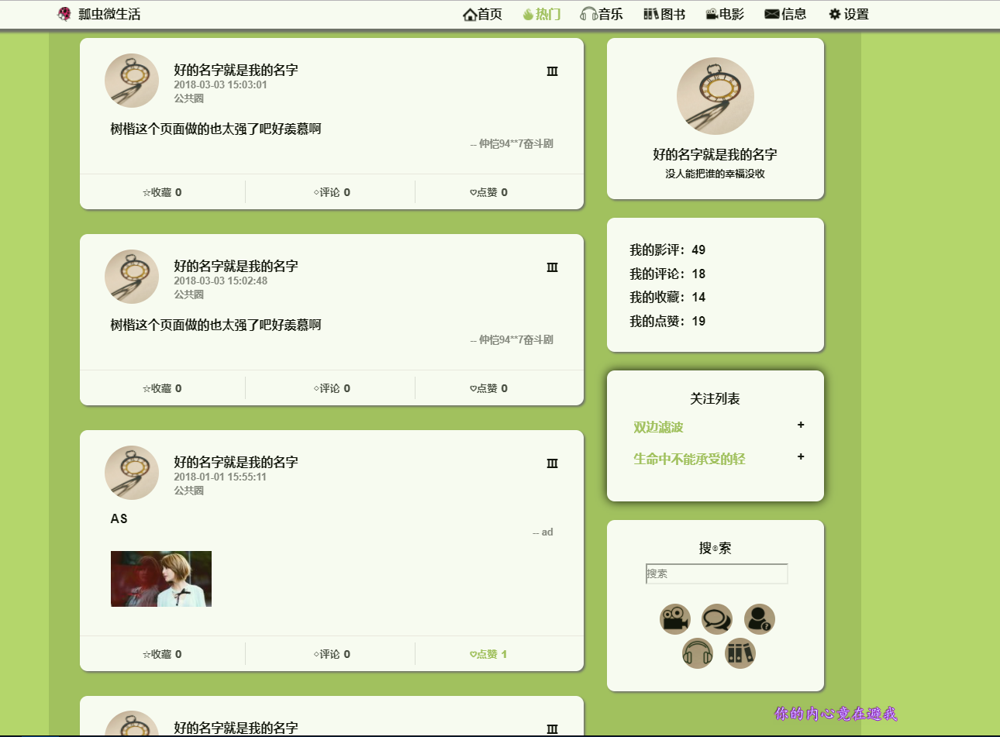 瓢虫微生活
首页 热门 音乐 图书 电影 信息 设置
好的名字就是我的名字
2018-03-03 15:03:01
公共圈
树楷这个页面做的也太强了吧好羡慕啊
-- 仲恺94**7奋斗剧
☆收藏 0 ◇评论 0 ♡点赞 0
好的名字就是我的名字
2018-03-03 15:02:48
公共圈
树楷这个页面做的也太强了吧好羡慕啊
-- 仲恺94**7奋斗剧
☆收藏 0 ◇评论 0 ♡点赞 0
好的名字就是我的名字
2018-01-01 15:55:11
公共圈
AS
-- ad
☆收藏 0 ◇评论 0 ♡点赞 1
好的名字就是我的名字
好的名字就是我的名字
没人能把谁的幸福没收
我的影评：49
我的评论：18
我的收藏：14
我的点赞：19
关注列表
双边滤波 +
生命中不能承受的轻 +
搜◎索
搜索
你的内心竟在避我